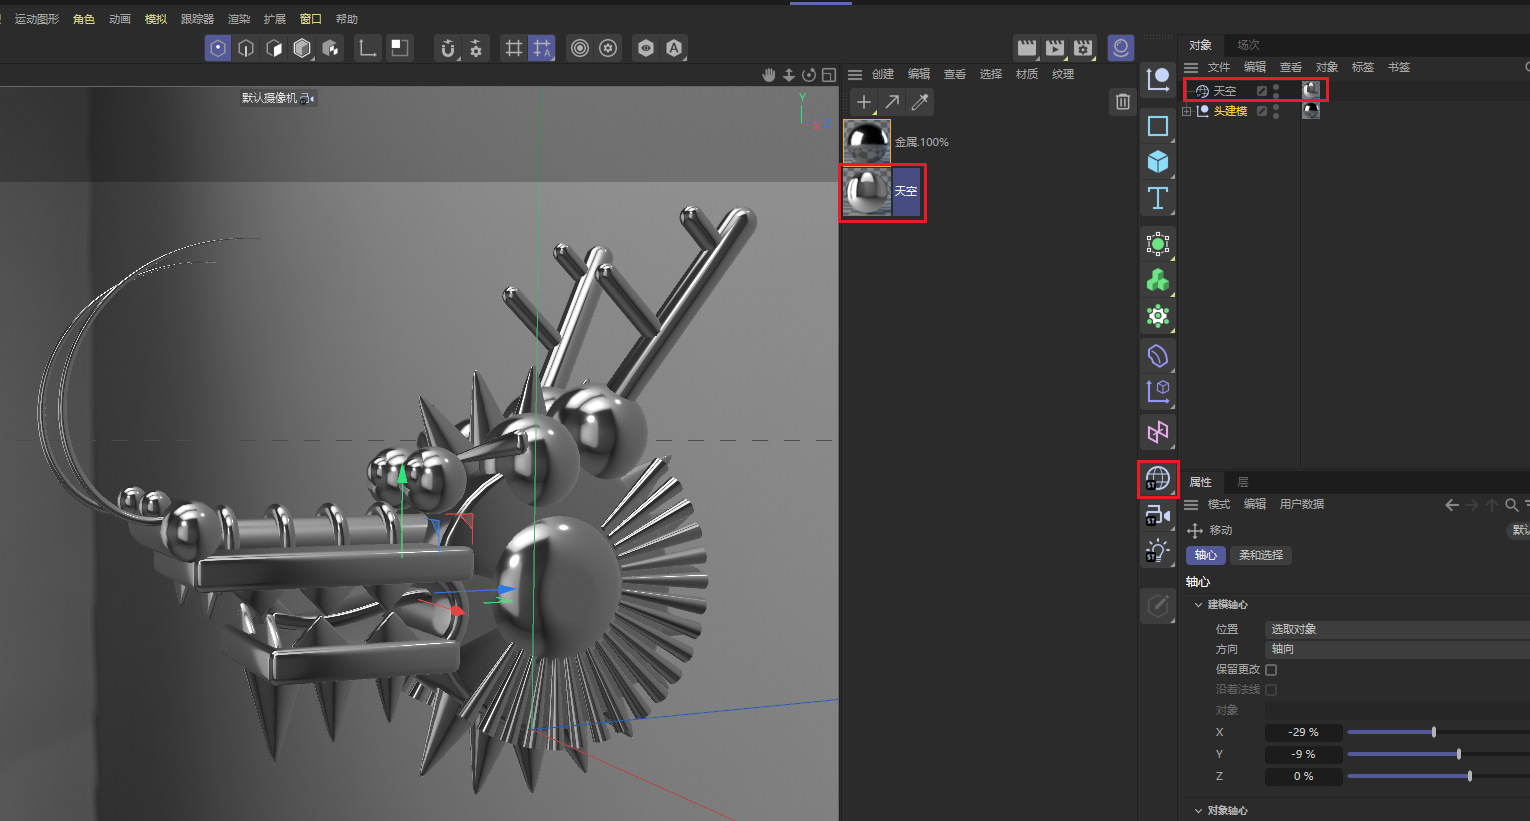 运动图形 角色 动画 模拟 跟踪器 渲染 扩展 窗口 帮助
默认摄像机
Y
Z
创建 编辑 查看 选择 材质 纹理
金属.100%
天空
对象 场次
文件 编辑 查看 对象 标签 书签
天空
头建模
属性 层
模式 编辑 用户数据
移动
默认
轴心 柔和选择
轴心
建模轴心
位置 选取对象
方向 轴向
保留更改
沿着法线
对象
X -29 %
Y -9 %
Z 0 %
对象轴心